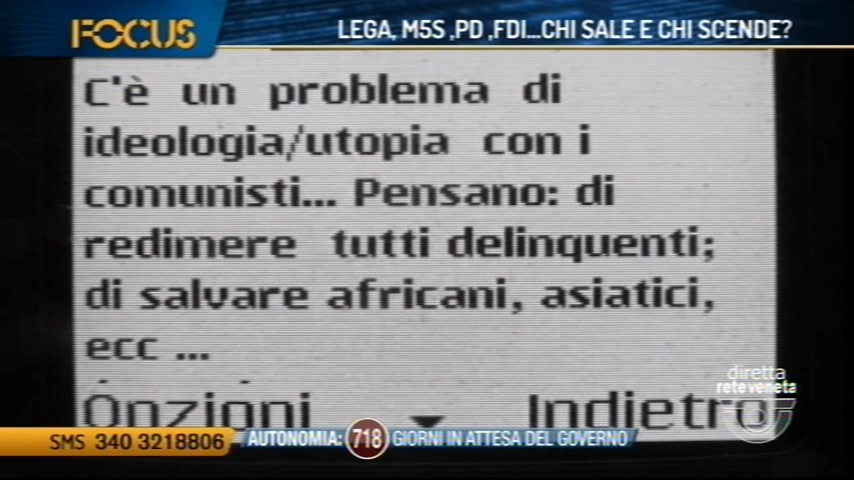 FOCUS
LEGA, M5S ,PD ,FDI...CHI SALE E CHI SCENDE?
C'è un problema di
ideologia/utopia con i
comunisti... Pensano: di
redimere tutti delinquenti;
di salvare africani, asiatici,
ecc ...
Opzioni Indietro
diretta
reteveneta
SMS 340 3218806
AUTONOMIA: 718 GIORNI IN ATTESA DEL GOVERNO